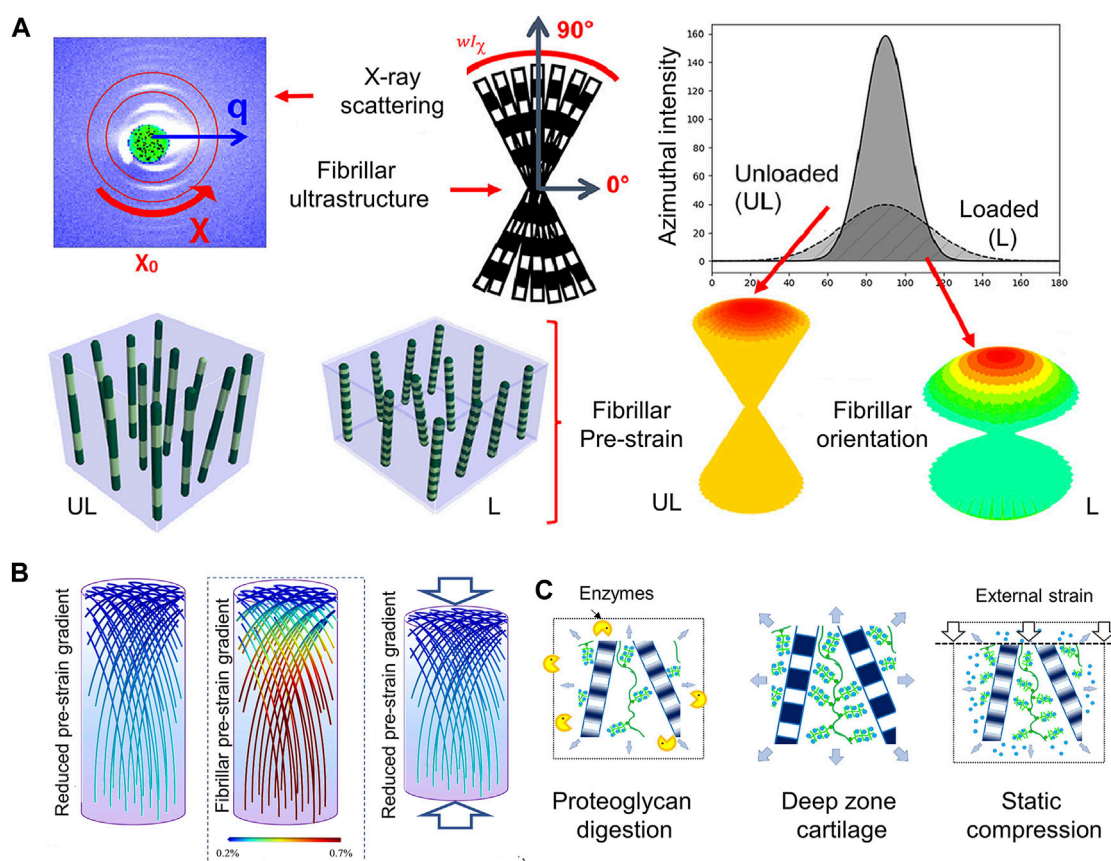 A
q
X
X₀
X-ray
scattering
Fibrillar
ultrastructure
wIχ
90°
0°
Azimuthal intensity
160
140
120
100
80
60
40
20
0
0
20
40
60
80
100
120
140
160
180
Unloaded
(UL)
Loaded
(L)
UL
L
Fibrillar
Pre-strain
UL
Fibrillar
orientation
L
B
Reduced pre-strain gradient
Fibrillar pre-strain gradient
Reduced pre-strain gradient
0.2%
0.7%
C
Enzymes
External strain
Proteoglycan
digestion
Deep zone
cartilage
Static
compression